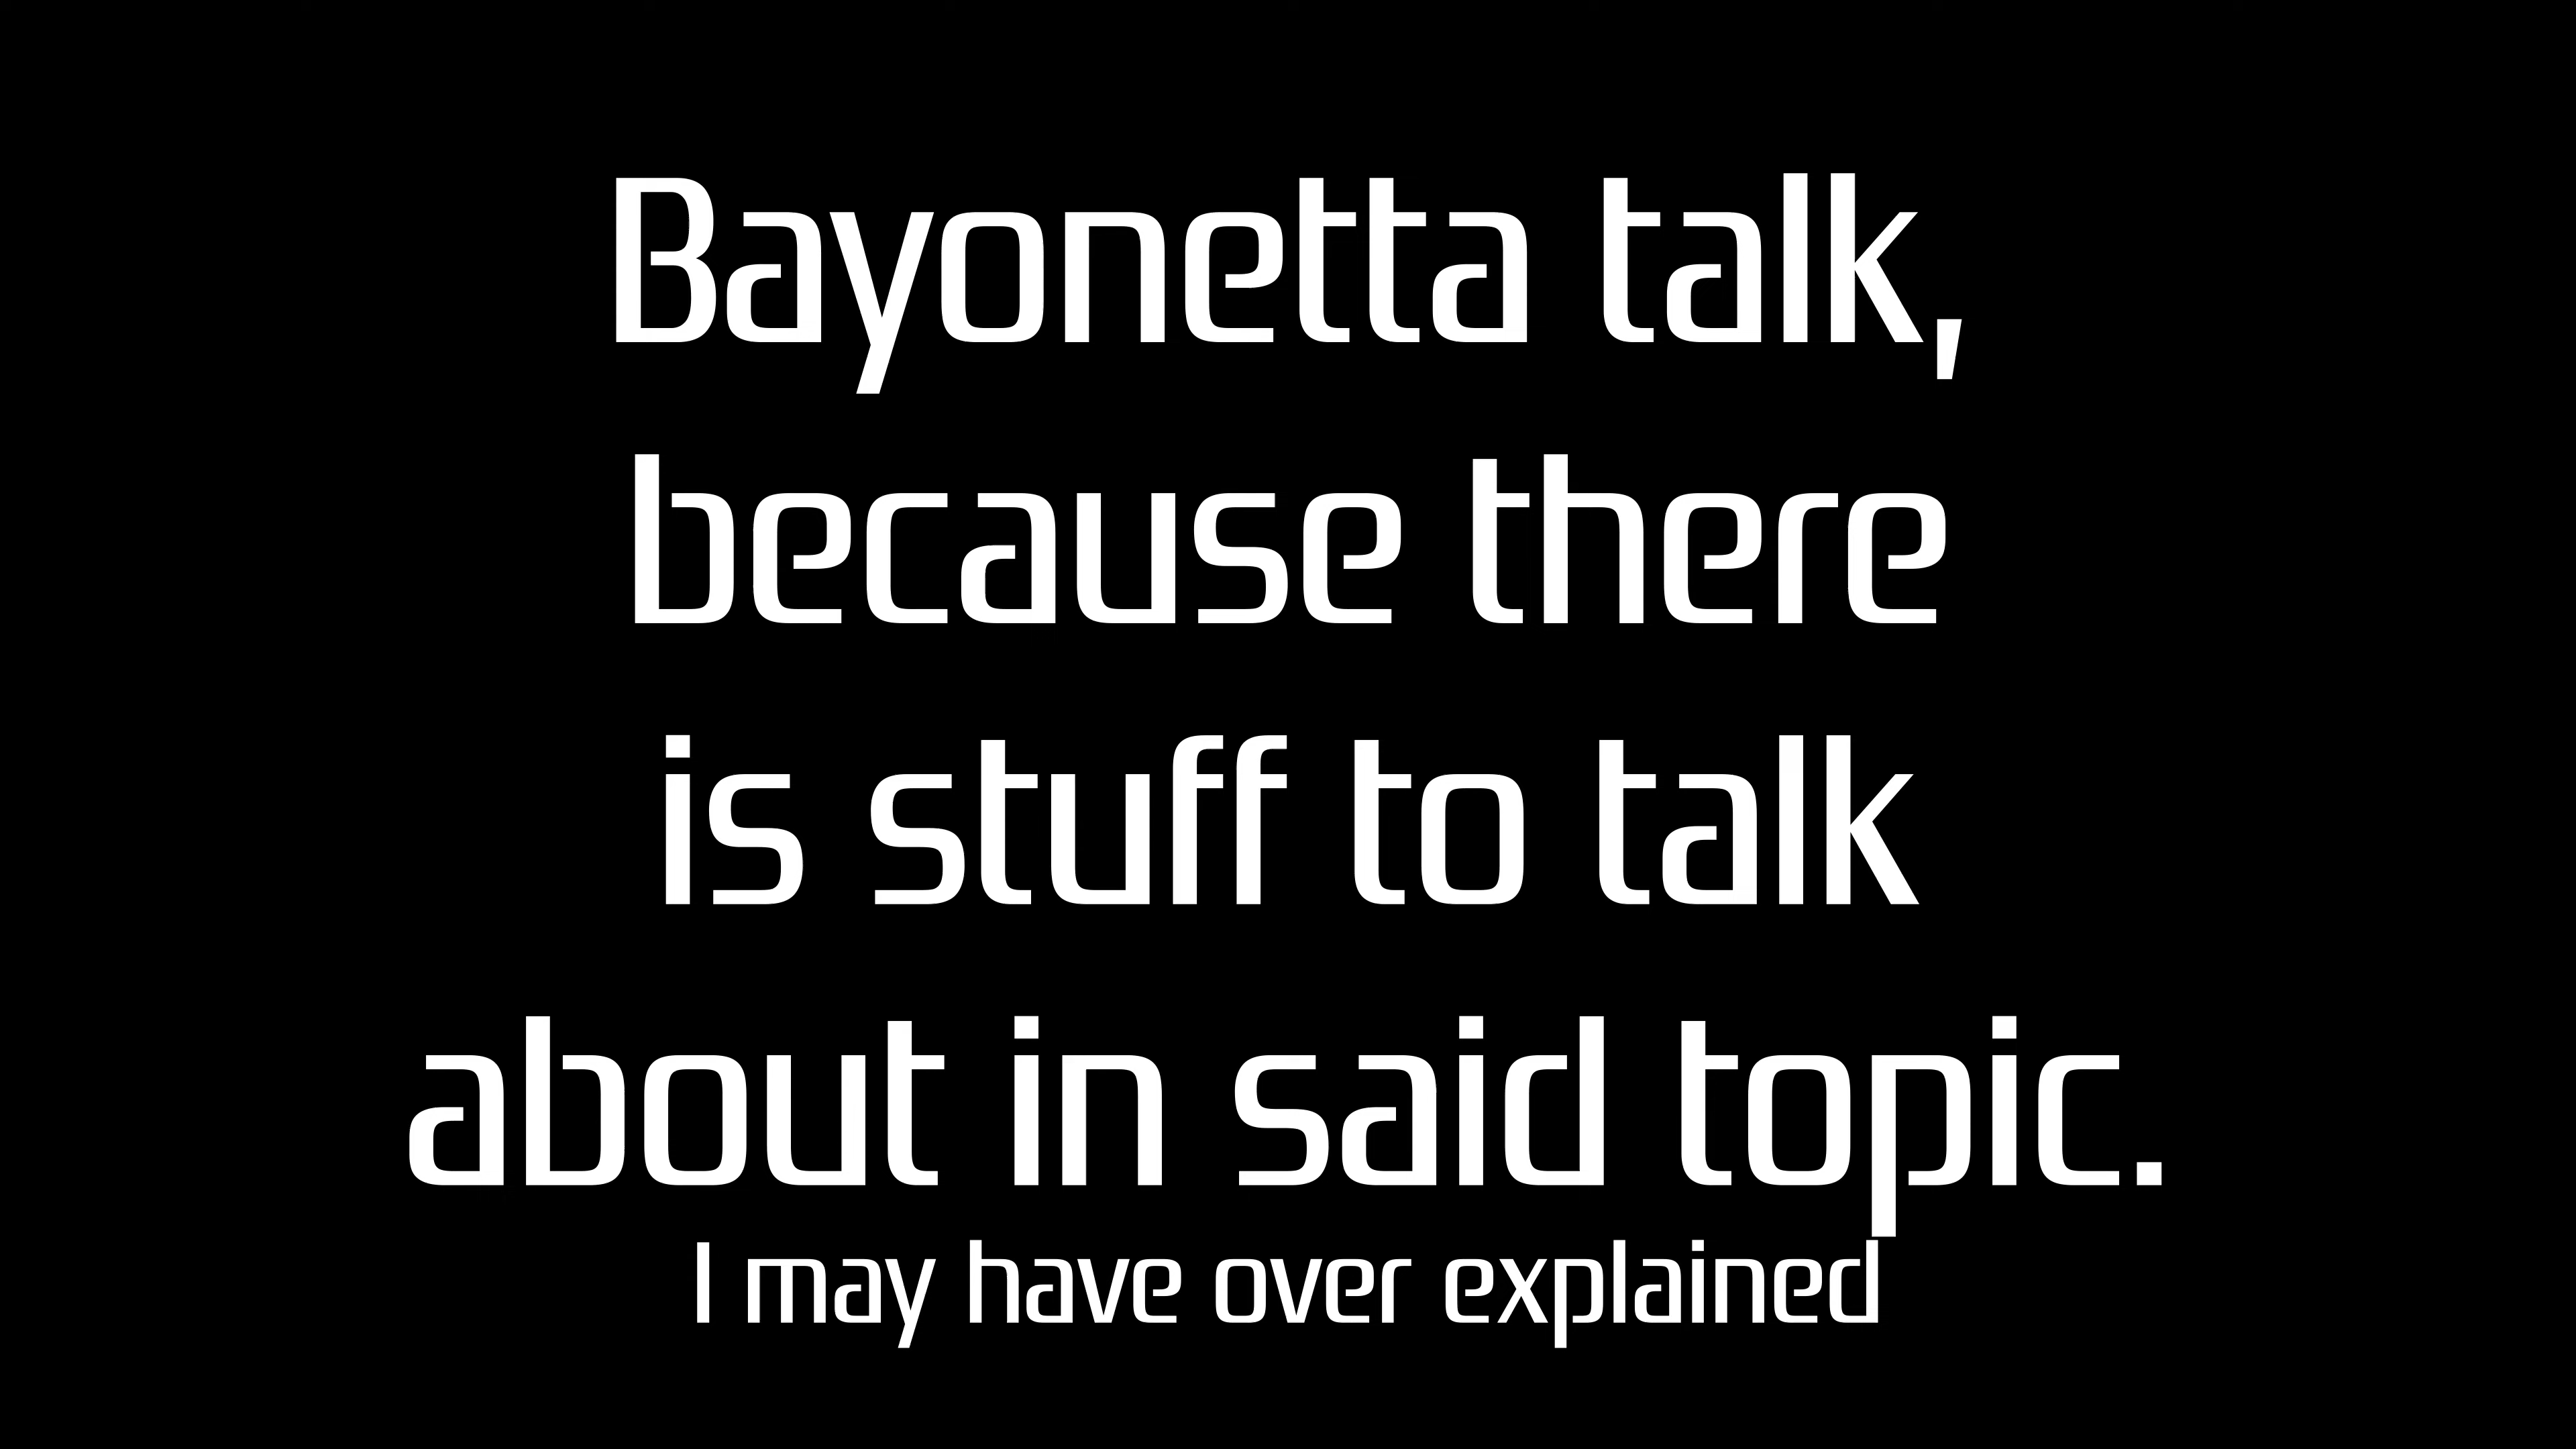 Bayonetta talk,
because there
is stuff to talk
about in said topic.
I may have over explained